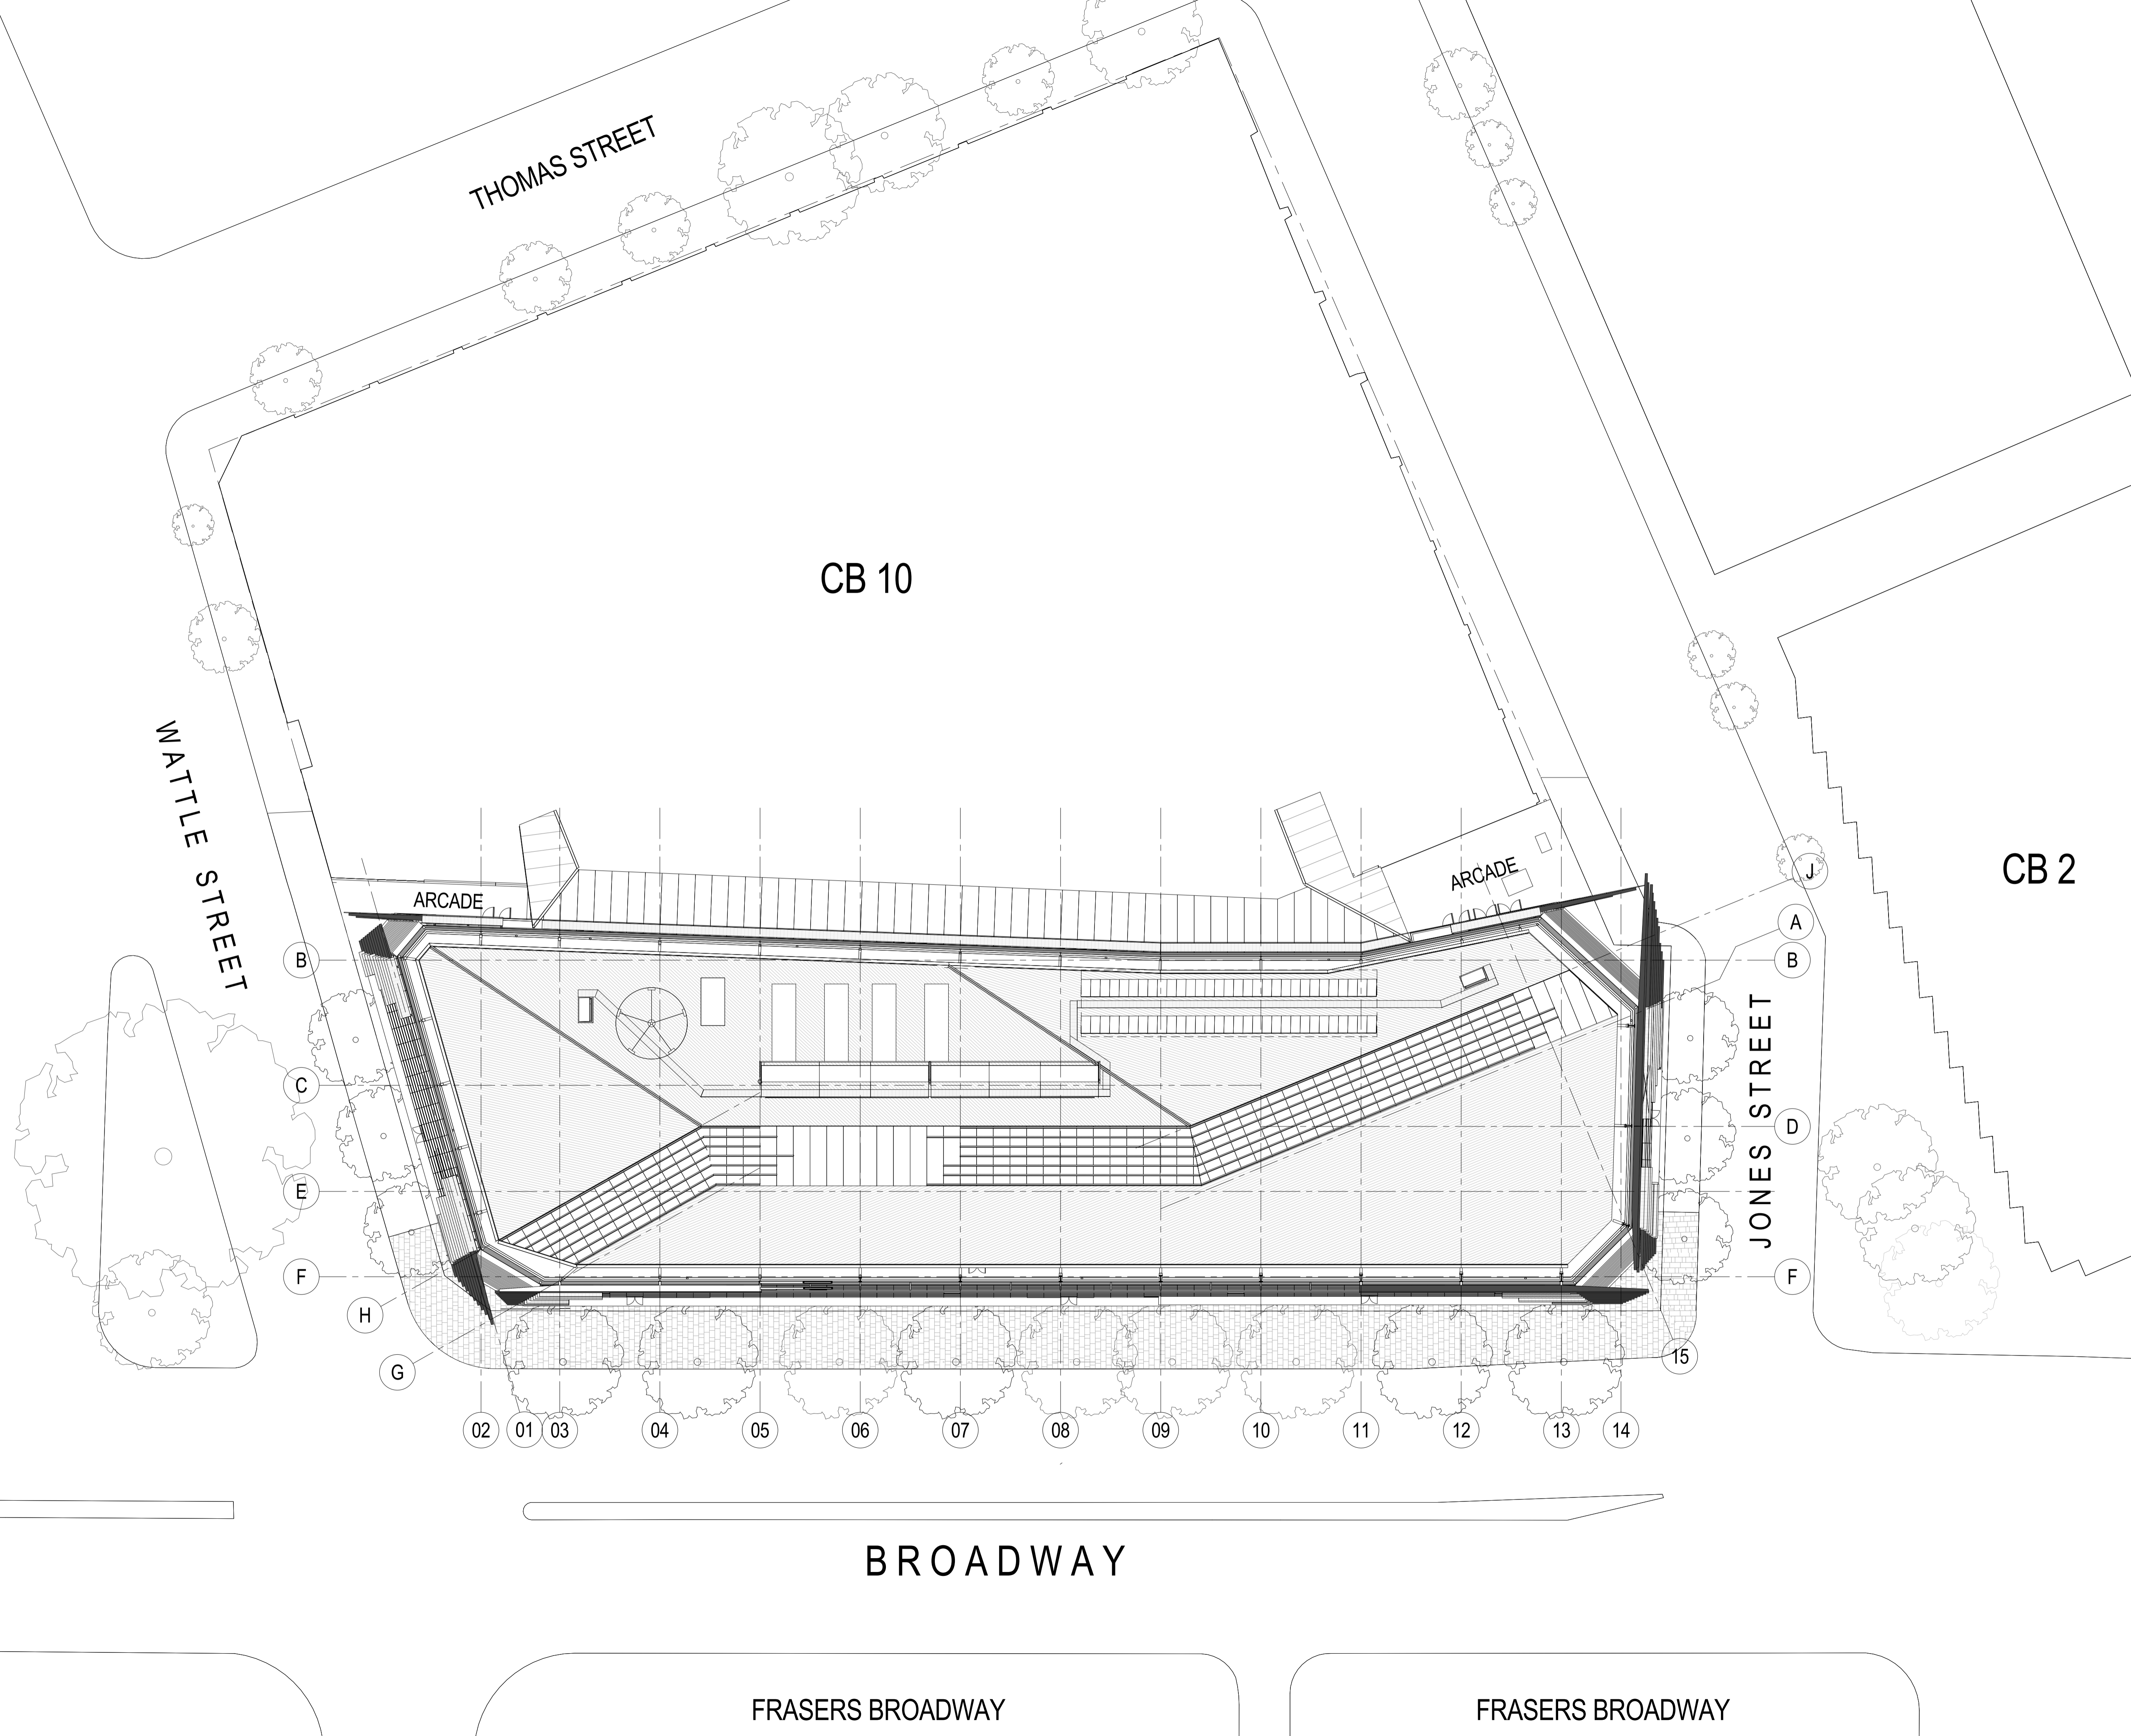 THOMAS STREET
CB 10
WATTLE STREET
CB 2
ARCADE
ARCADE
J
A
B
B
C
D
E
F
F
H
G
JONES STREET
15
02
01
03
04
05
06
07
08
09
10
11
12
13
14
BROADWAY
FRASERS BROADWAY
FRASERS BROADWAY